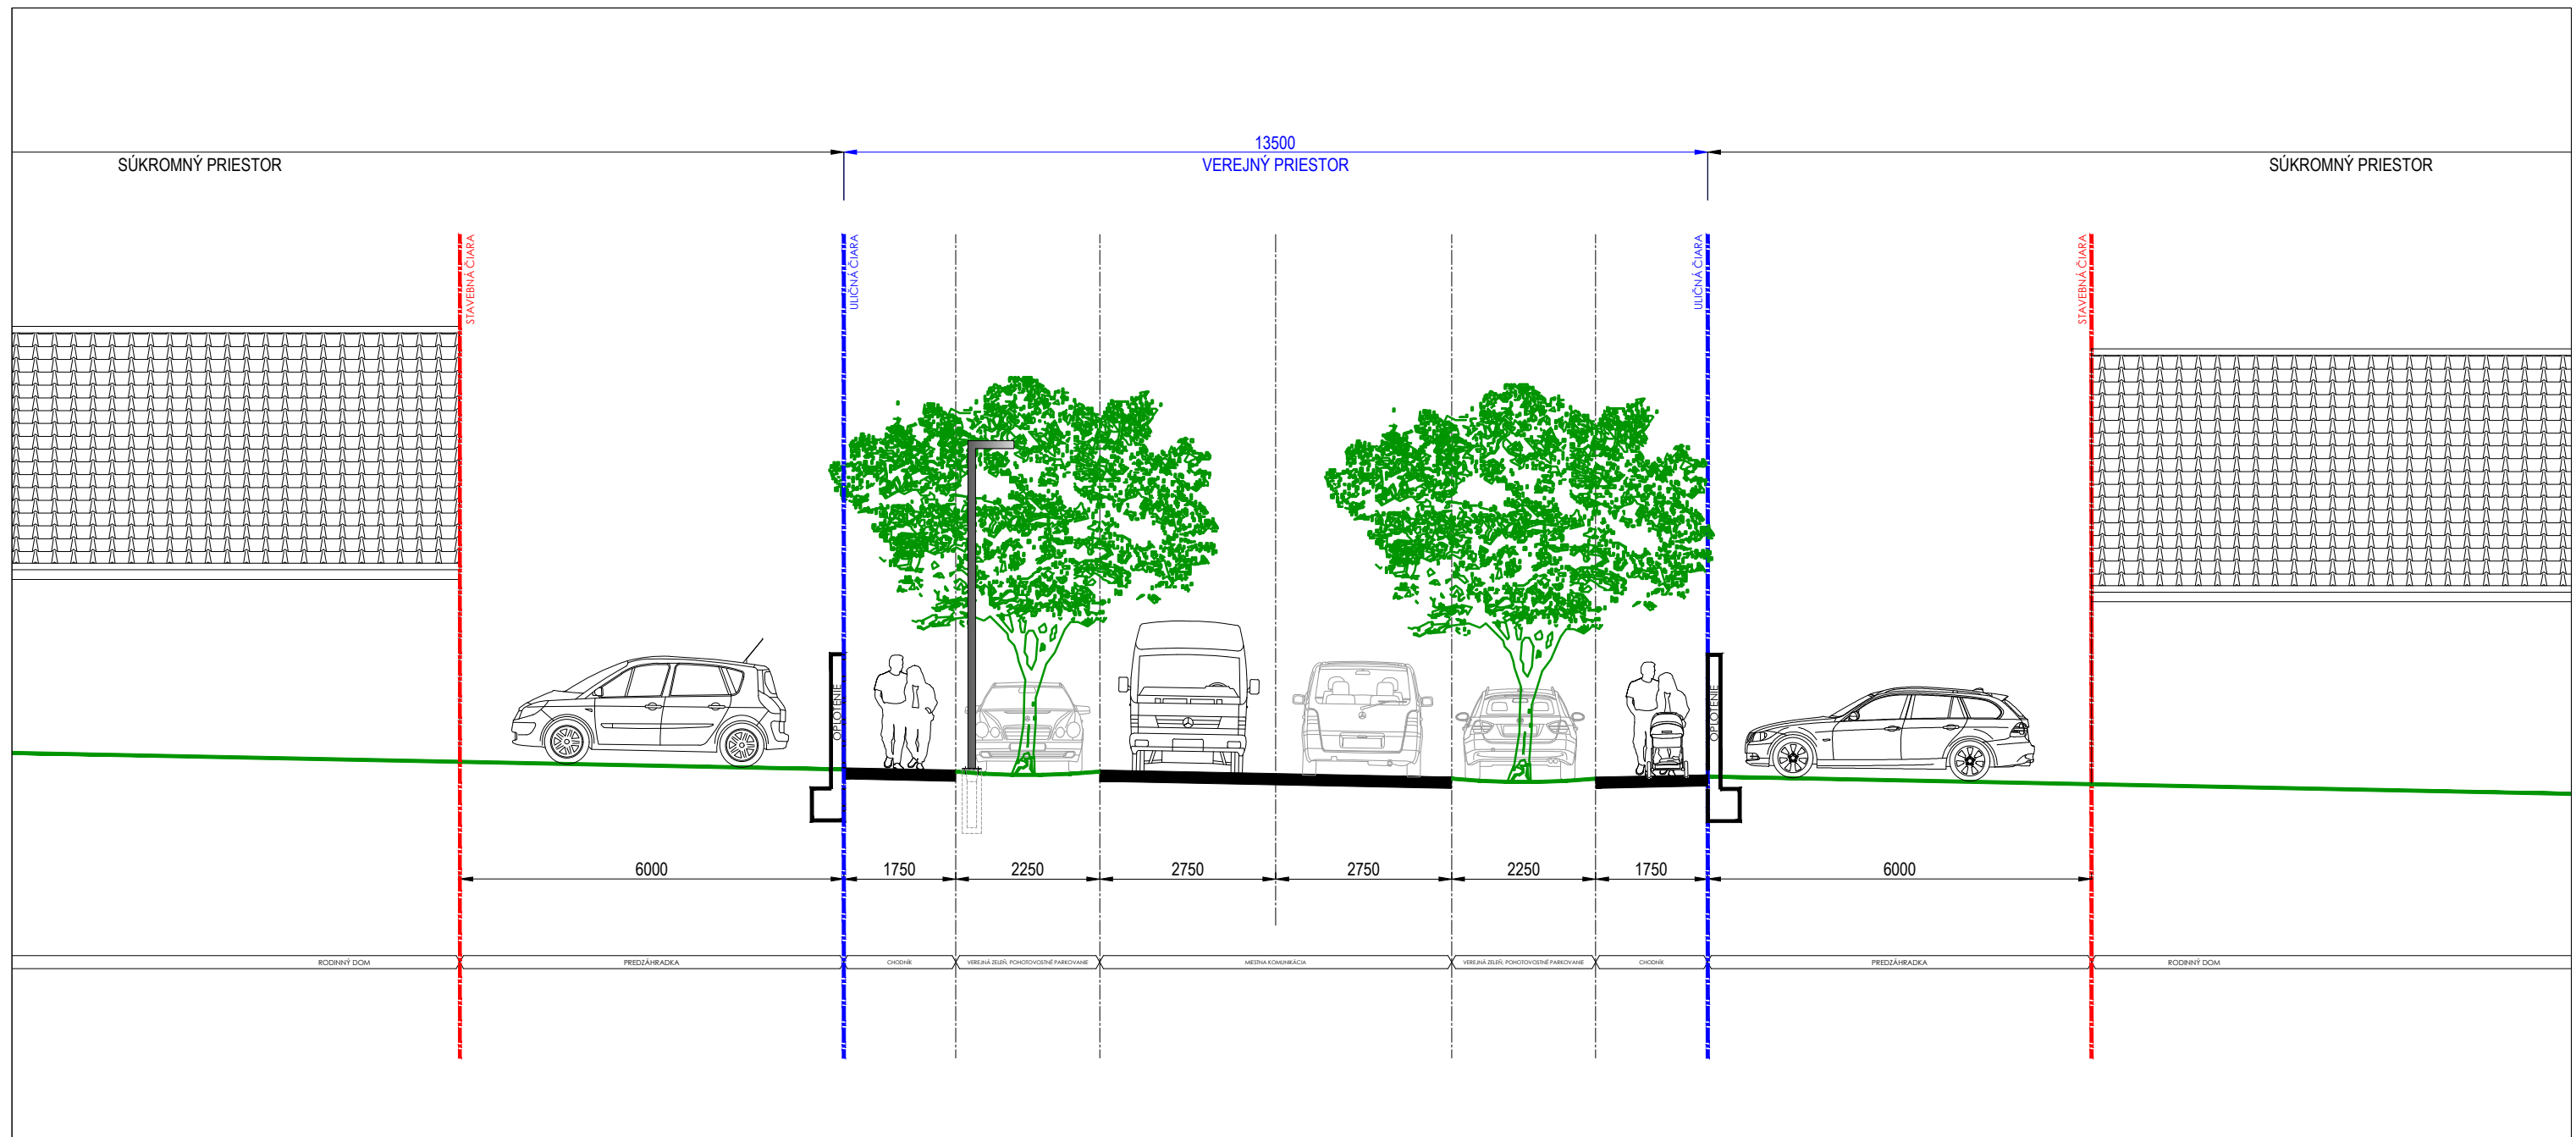 13500
SÚKROMNÝ PRIESTOR
VEREJNÝ PRIESTOR
SÚKROMNÝ PRIESTOR
STAVEBNÁ ČIARA
ULIČNÁ ČIARA
ULIČNÁ ČIARA
STAVEBNÁ ČIARA
OPLOTENIE
OPLOTENIE
6000
1750
2250
2750
2750
2250
1750
6000
RODINNÝ DOM
PREDZÁHRADKA
CHODNÍK
VEREJNÁ ZELEŇ, POHOTOVOSTNÉ PARKOVANIE
MIESTNA KOMUNIKÁCIA
VEREJNÁ ZELEŇ, POHOTOVOSTNÉ PARKOVANIE
CHODNÍK
PREDZÁHRADKA
RODINNÝ DOM